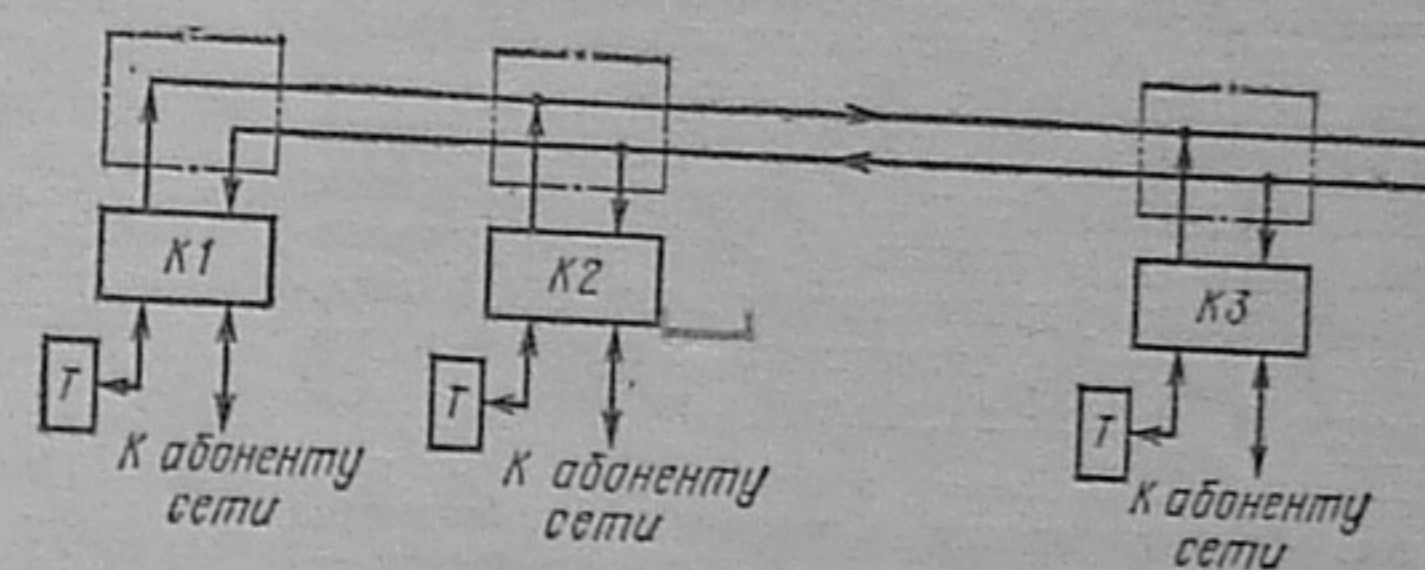 К1
К2
К3
Т
Т
Т
К абоненту
сети
К абоненту
сети
К абоненту
сети